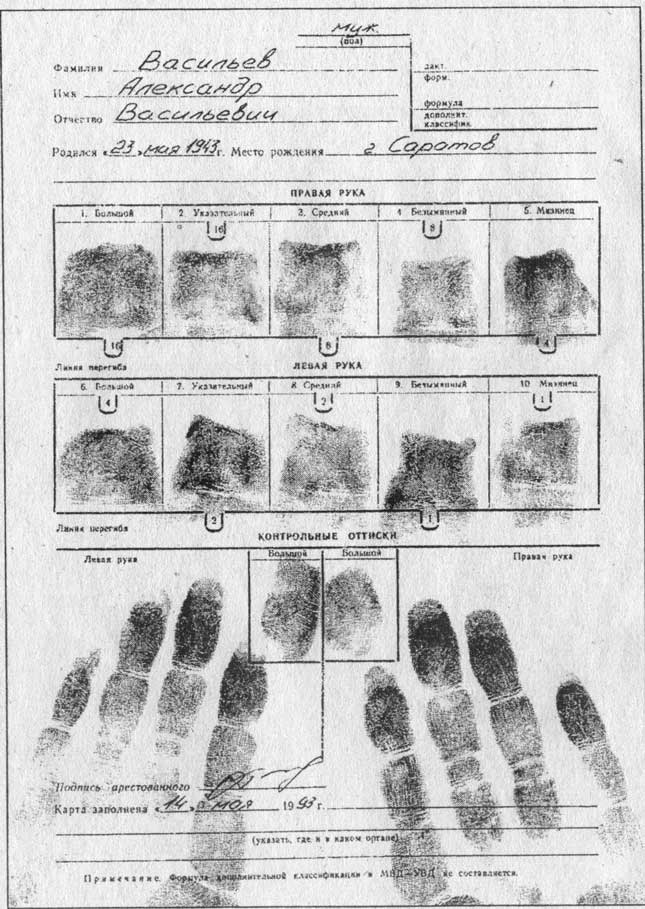 муж.
(пол)
Фамилия Васильев
Имя Александр
Отчество Васильевич
дакт.
форм.
формула
дополнит.
классифик.
Родился «23» мая 1943 г. Место рождения г. Саратов
ПРАВАЯ РУКА
1. Большой 2. Указательный 3. Средний 4 Безымянный 5. Мизинец
16 8
16 8 4
Линия перегиба
ЛЕВАЯ РУКА
6. Большой 7. Указательный 8. Средний 9. Безымянный 10. Мизинец
4 2 1
2 1
Линия перегиба
КОНТРОЛЬНЫЕ ОТТИСКИ
Левая рука Большой Большой Правая рука
Подпись арестованного
Карта заполнена «14» мая 1993 г.
(указать, где и в каком органе)
Примечание. Формула дополнительной классификации в МВД—УВД не составляется.